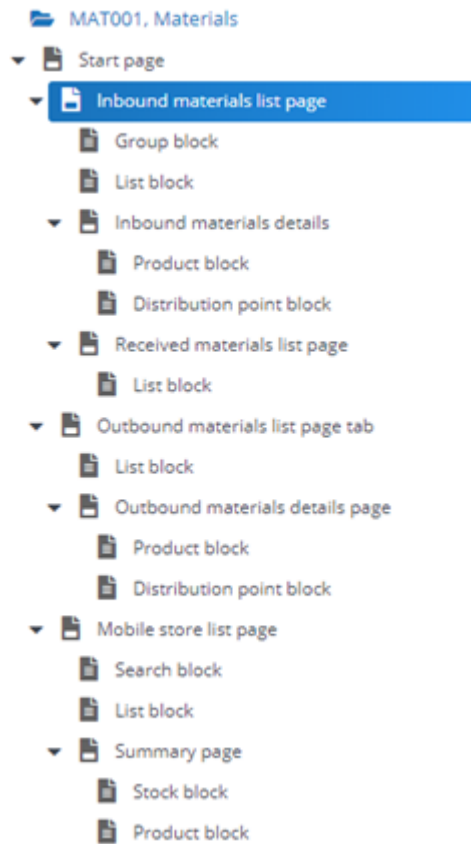 MAT001, Materials
Start page
Inbound materials list page
Group block
List block
Inbound materials details
Product block
Distribution point block
Received materials list page
List block
Outbound materials list page tab
List block
Outbound materials details page
Product block
Distribution point block
Mobile store list page
Search block
List block
Summary page
Stock block
Product block